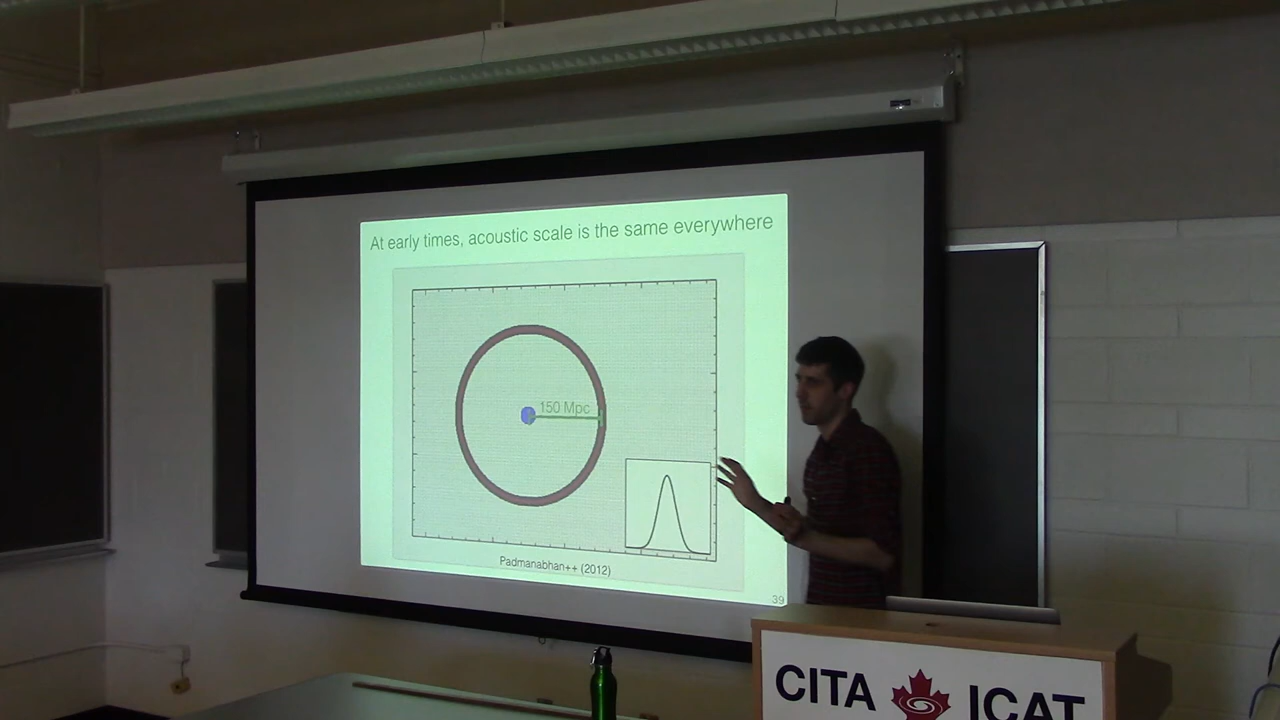 At early times, acoustic scale is the same everywhere
150 Mpc
Padmanabhan++ (2012)
39
CITA ICAT